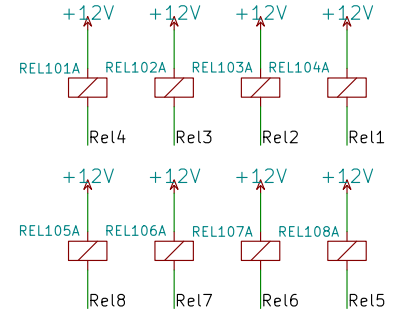 +12V +12V +12V +12V
REL101A REL102A REL103A REL104A
Rel4 Rel3 Rel2 Rel1
+12V +12V +12V +12V
REL105A REL106A REL107A REL108A
Rel8 Rel7 Rel6 Rel5